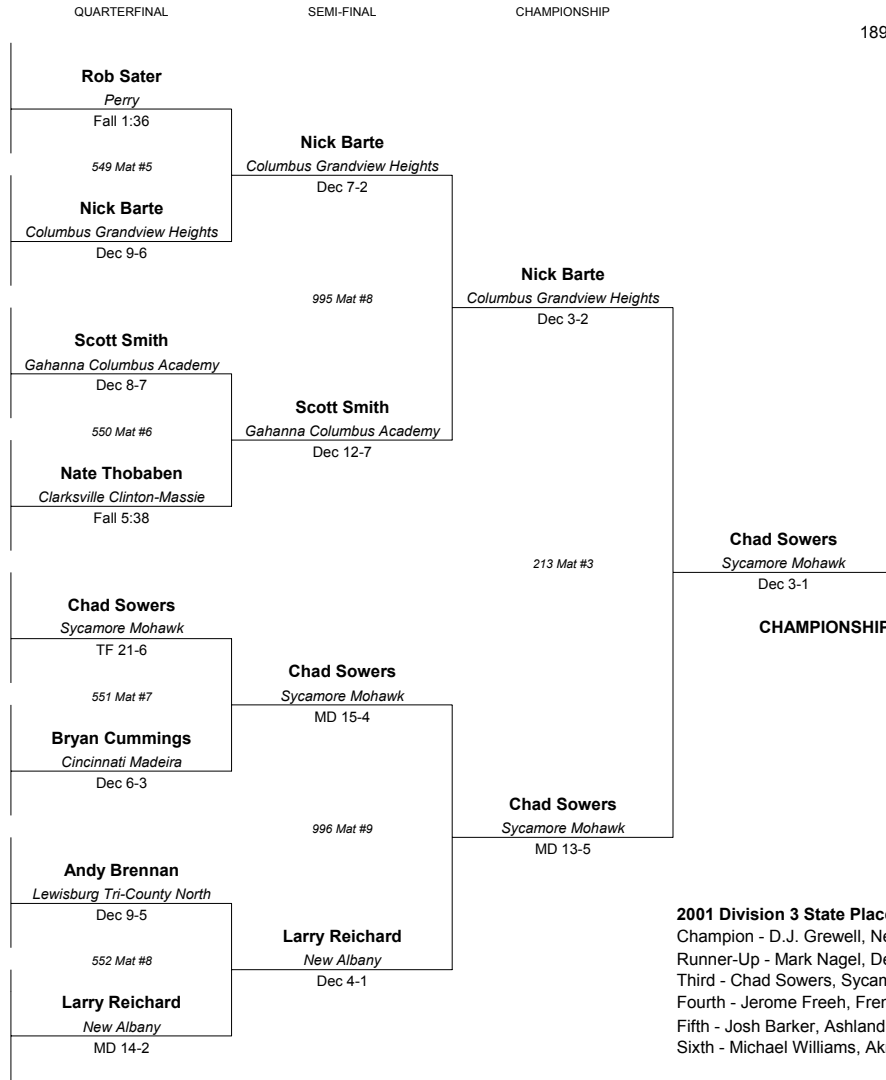 QUARTERFINAL SEMI-FINAL CHAMPIONSHIP
189
Rob Sater
Perry
Fall 1:36
549 Mat #5
Nick Barte
Columbus Grandview Heights
Dec 9-6
Nick Barte
Columbus Grandview Heights
Dec 7-2
995 Mat #8
Scott Smith
Gahanna Columbus Academy
Dec 8-7
550 Mat #6
Nate Thobaben
Clarksville Clinton-Massie
Fall 5:38
Scott Smith
Gahanna Columbus Academy
Dec 12-7
Nick Barte
Columbus Grandview Heights
Dec 3-2
213 Mat #3
Chad Sowers
Sycamore Mohawk
Dec 3-1
CHAMPIONSHIP
Chad Sowers
Sycamore Mohawk
TF 21-6
551 Mat #7
Bryan Cummings
Cincinnati Madeira
Dec 6-3
Chad Sowers
Sycamore Mohawk
MD 15-4
996 Mat #9
Chad Sowers
Sycamore Mohawk
MD 13-5
Andy Brennan
Lewisburg Tri-County North
Dec 9-5
552 Mat #8
Larry Reichard
New Albany
MD 14-2
Larry Reichard
New Albany
Dec 4-1
2001 Division 3 State
Champion - D.J. Grewell,
Runner-Up - Mark Nagel,
Third - Chad Sowers,
Fourth - Jerome Freeh,
Fifth - Josh Barker, Ashland
Sixth - Michael Williams,